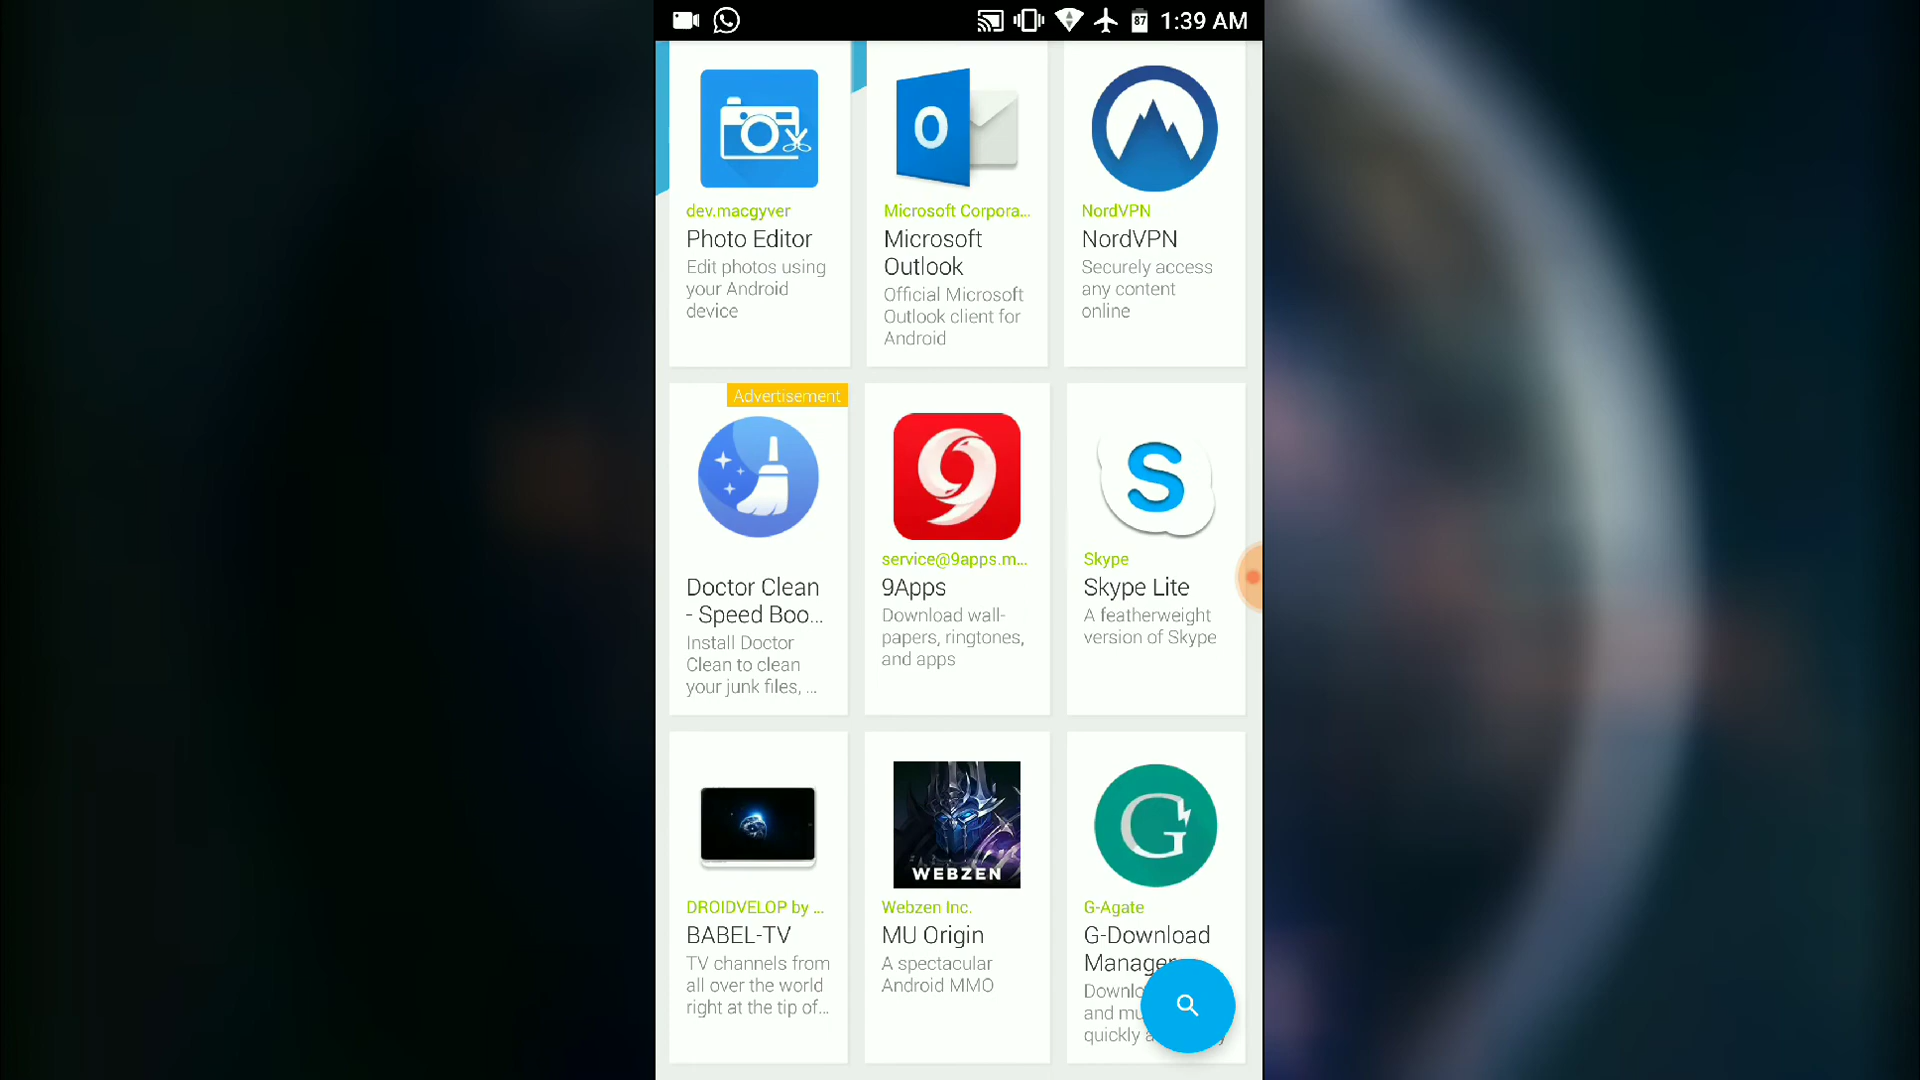 87 1:39 AM
dev.macgyver
Photo Editor
Edit photos using
your Android
device
Microsoft Corpora...
Microsoft
Outlook
Official Microsoft
Outlook client for
Android
NordVPN
NordVPN
Securely access
any content
online
Advertisement
Doctor Clean
- Speed Boo...
Install Doctor
Clean to clean
your junk files, ...
service@9apps.m...
9Apps
Download wall-
papers, ringtones,
and apps
Skype
Skype Lite
A featherweight
version of Skype
DROIDVELOP by ...
BABEL-TV
TV channels from
all over the world
right at the tip of...
WEBZEN
Webzen Inc.
MU Origin
A spectacular
Android MMO
G-Agate
G-Download
Manager
and
quickly